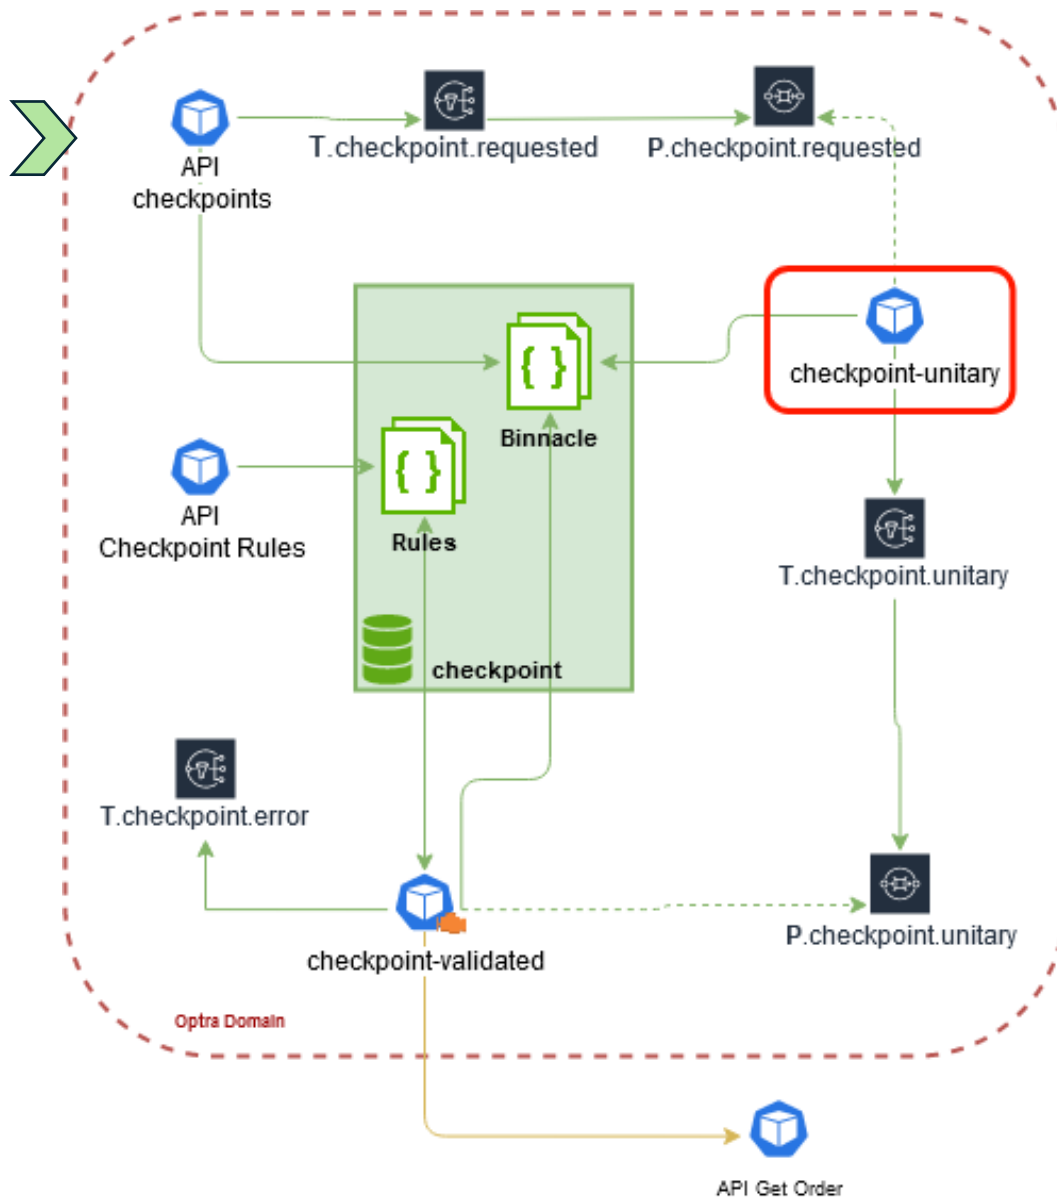 API
checkpoints
T.checkpoint.requested
P.checkpoint.requested
checkpoint-unitary
{ }
Binnacle
{ }
Rules
API
Checkpoint Rules
T.checkpoint.unitary
checkpoint
T.checkpoint.error
checkpoint-validated
P.checkpoint.unitary
Optra Domain
API Get Order